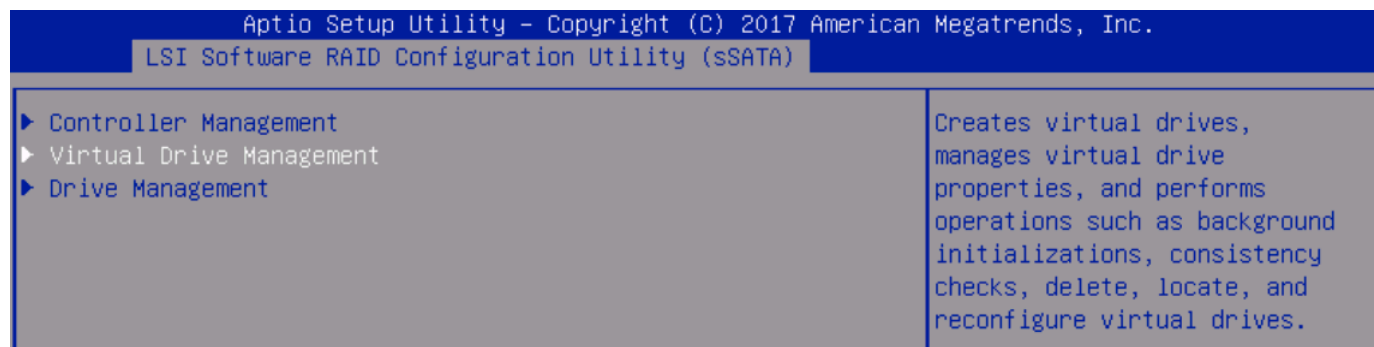 Aptio Setup Utility – Copyright (C) 2017 American Megatrends, Inc.
LSI Software RAID Configuration Utility (sSATA)
Controller Management
Virtual Drive Management
Drive Management
Creates virtual drives,
manages virtual drive
properties, and performs
operations such as background
initializations, consistency
checks, delete, locate, and
reconfigure virtual drives.